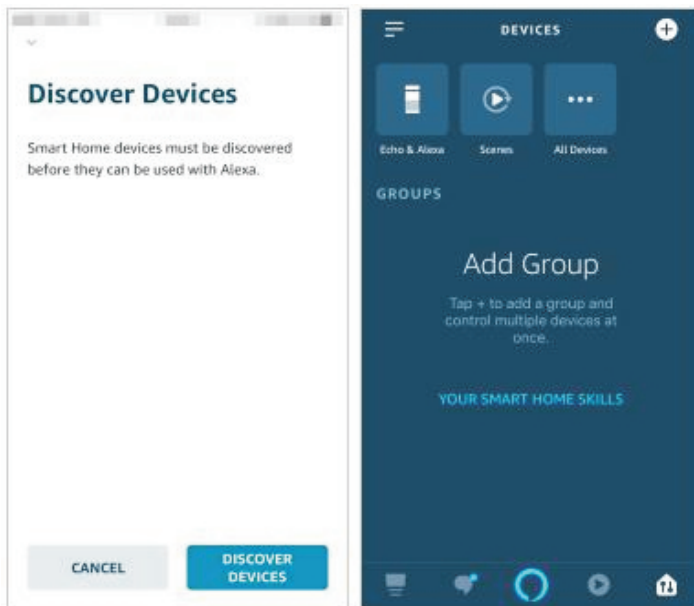 Discover Devices
Smart Home devices must be discovered
before they can be used with Alexa.
CANCEL
DISCOVER
DEVICES
DEVICES
Echo & Alexa
Scenes
All Devices
GROUPS
Add Group
Tap + to add a group and
control multiple devices at
once.
YOUR SMART HOME SKILLS